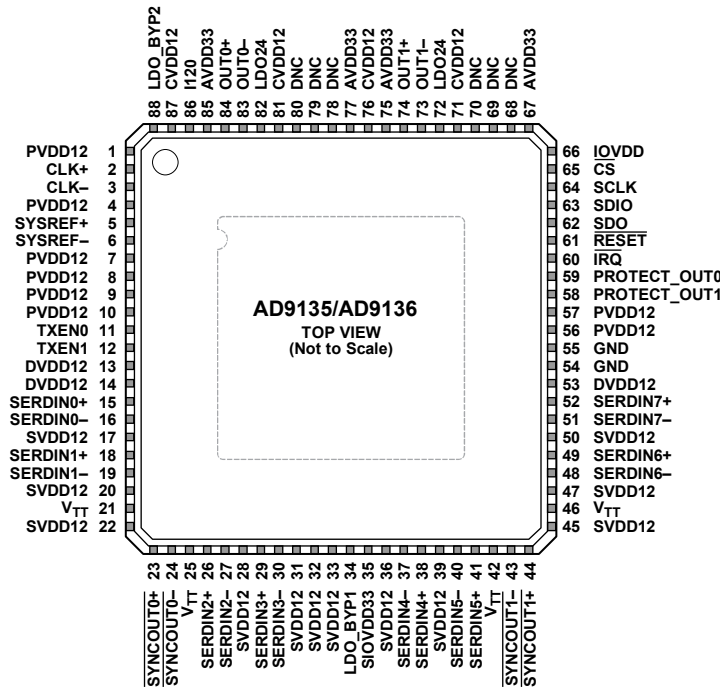 88 LDO_BYP2
87 CVDD12
86 I120
85 AVDD33
84 OUT0+
83 OUT0–
82 LDO24
81 CVDD12
80 DNC
79 DNC
78 DNC
77 AVDD33
76 CVDD12
75 AVDD33
74 OUT1+
73 OUT1–
72 LDO24
71 CVDD12
70 DNC
69 DNC
68 DNC
67 AVDD33
PVDD12 1
CLK+ 2
CLK– 3
PVDD12 4
SYSREF+ 5
SYSREF– 6
PVDD12 7
PVDD12 8
PVDD12 9
PVDD12 10
TXEN0 11
TXEN1 12
DVDD12 13
DVDD12 14
SERDIN0+ 15
SERDIN0– 16
SVDD12 17
SERDIN1+ 18
SERDIN1– 19
SVDD12 20
VTT 21
SVDD12 22
AD9135/AD9136
TOP VIEW
(Not to Scale)
66 IOVDD
65 CS
64 SCLK
63 SDIO
62 SDO
61 RESET
60 IRQ
59 PROTECT_OUT0
58 PROTECT_OUT1
57 PVDD12
56 PVDD12
55 GND
54 GND
53 DVDD12
52 SERDIN7+
51 SERDIN7–
50 SVDD12
49 SERDIN6+
48 SERDIN6–
47 SVDD12
46 VTT
45 SVDD12
SYNCOUT0+ 23
SYNCOUT0– 24
VTT 25
SERDIN2+ 26
SERDIN2– 27
SVDD12 28
SERDIN3+ 29
SERDIN3– 30
SVDD12 31
SVDD12 32
SVDD12 33
LDO_BYP1 34
SIOVDD33 35
SVDD12 36
SERDIN4– 37
SERDIN4+ 38
SVDD12 39
SERDIN5– 40
SERDIN5+ 41
VTT 42
SYNCOUT1– 43
SYNCOUT1+ 44